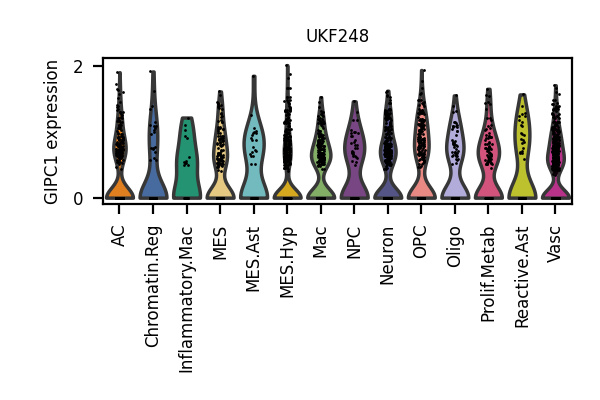 UKF248
GIPC1 expression
2
0
AC
Chromatin.Reg
Inflammatory.Mac
MES
MES.Ast
MES.Hyp
Mac
NPC
Neuron
OPC
Oligo
Prolif.Metab
Reactive.Ast
Vasc